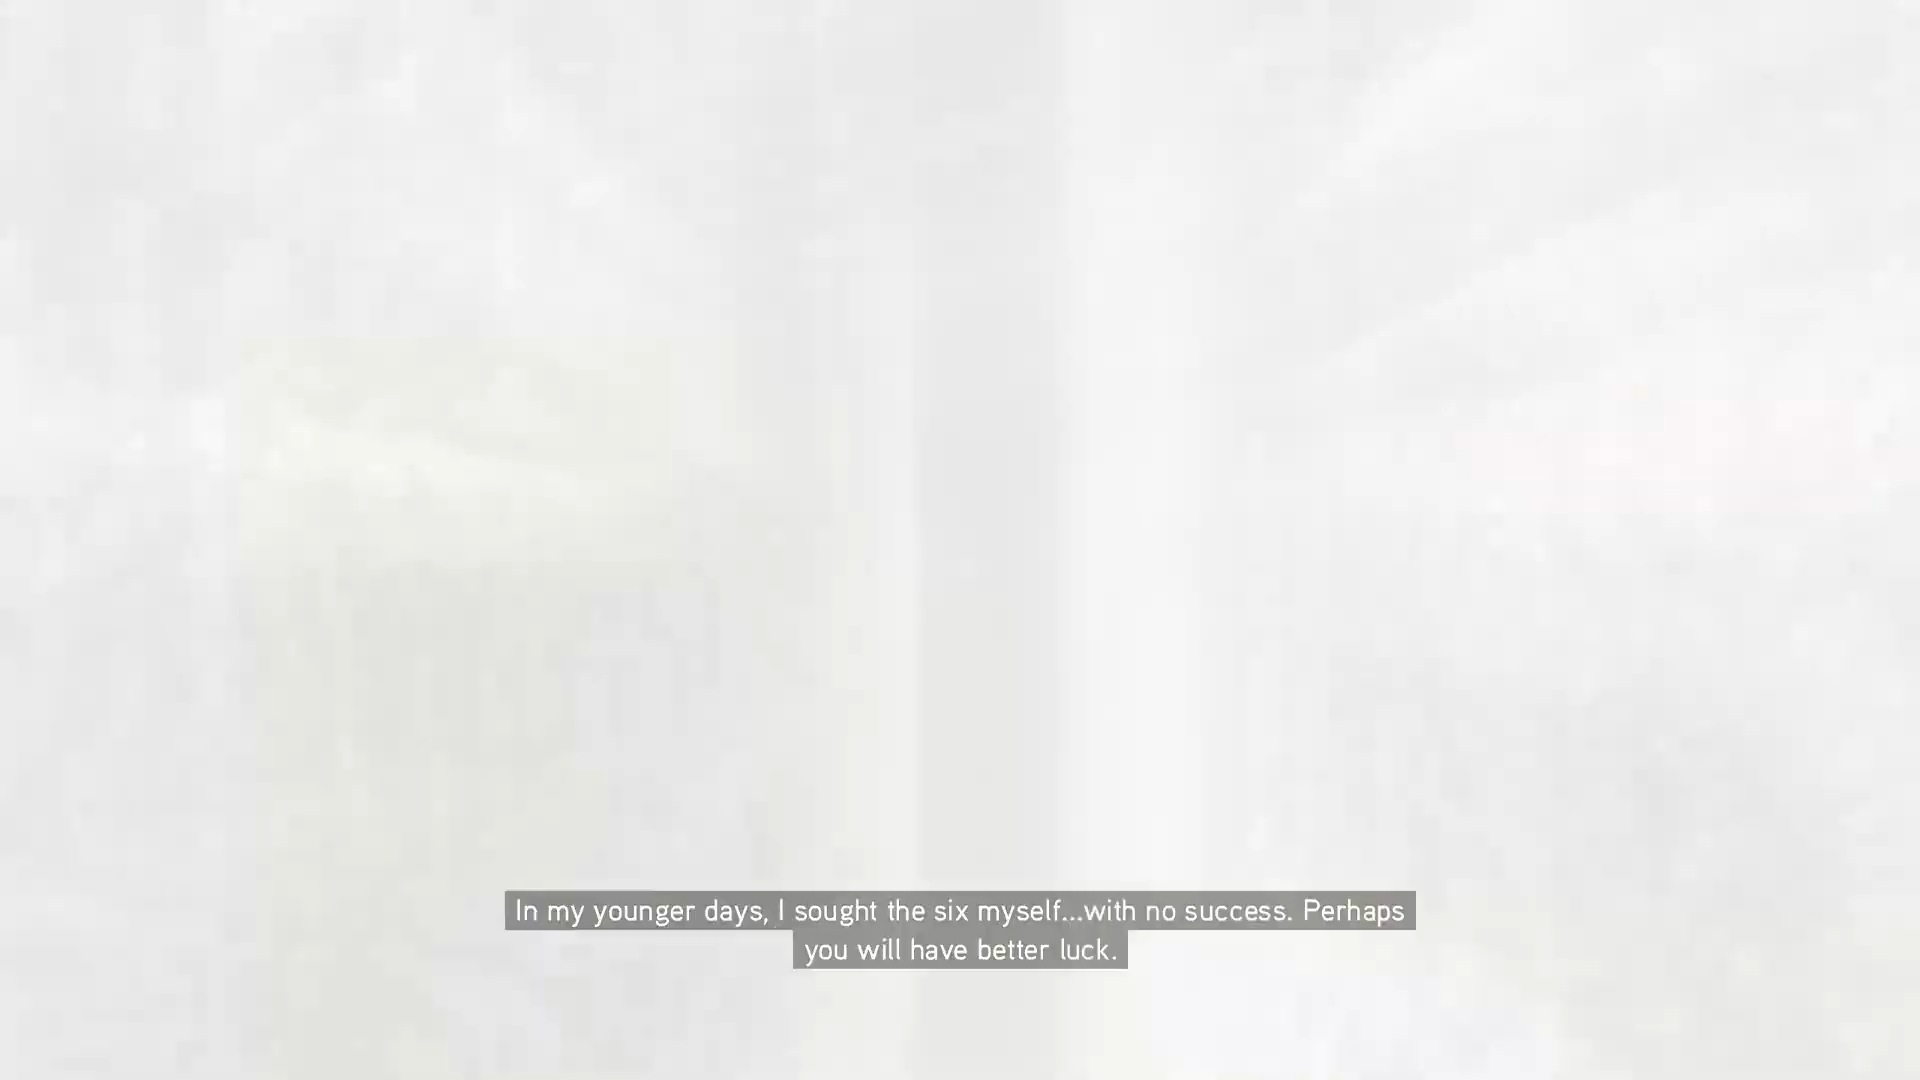 In my younger days, I sought the six myself...with no success. Perhaps
you will have better luck.